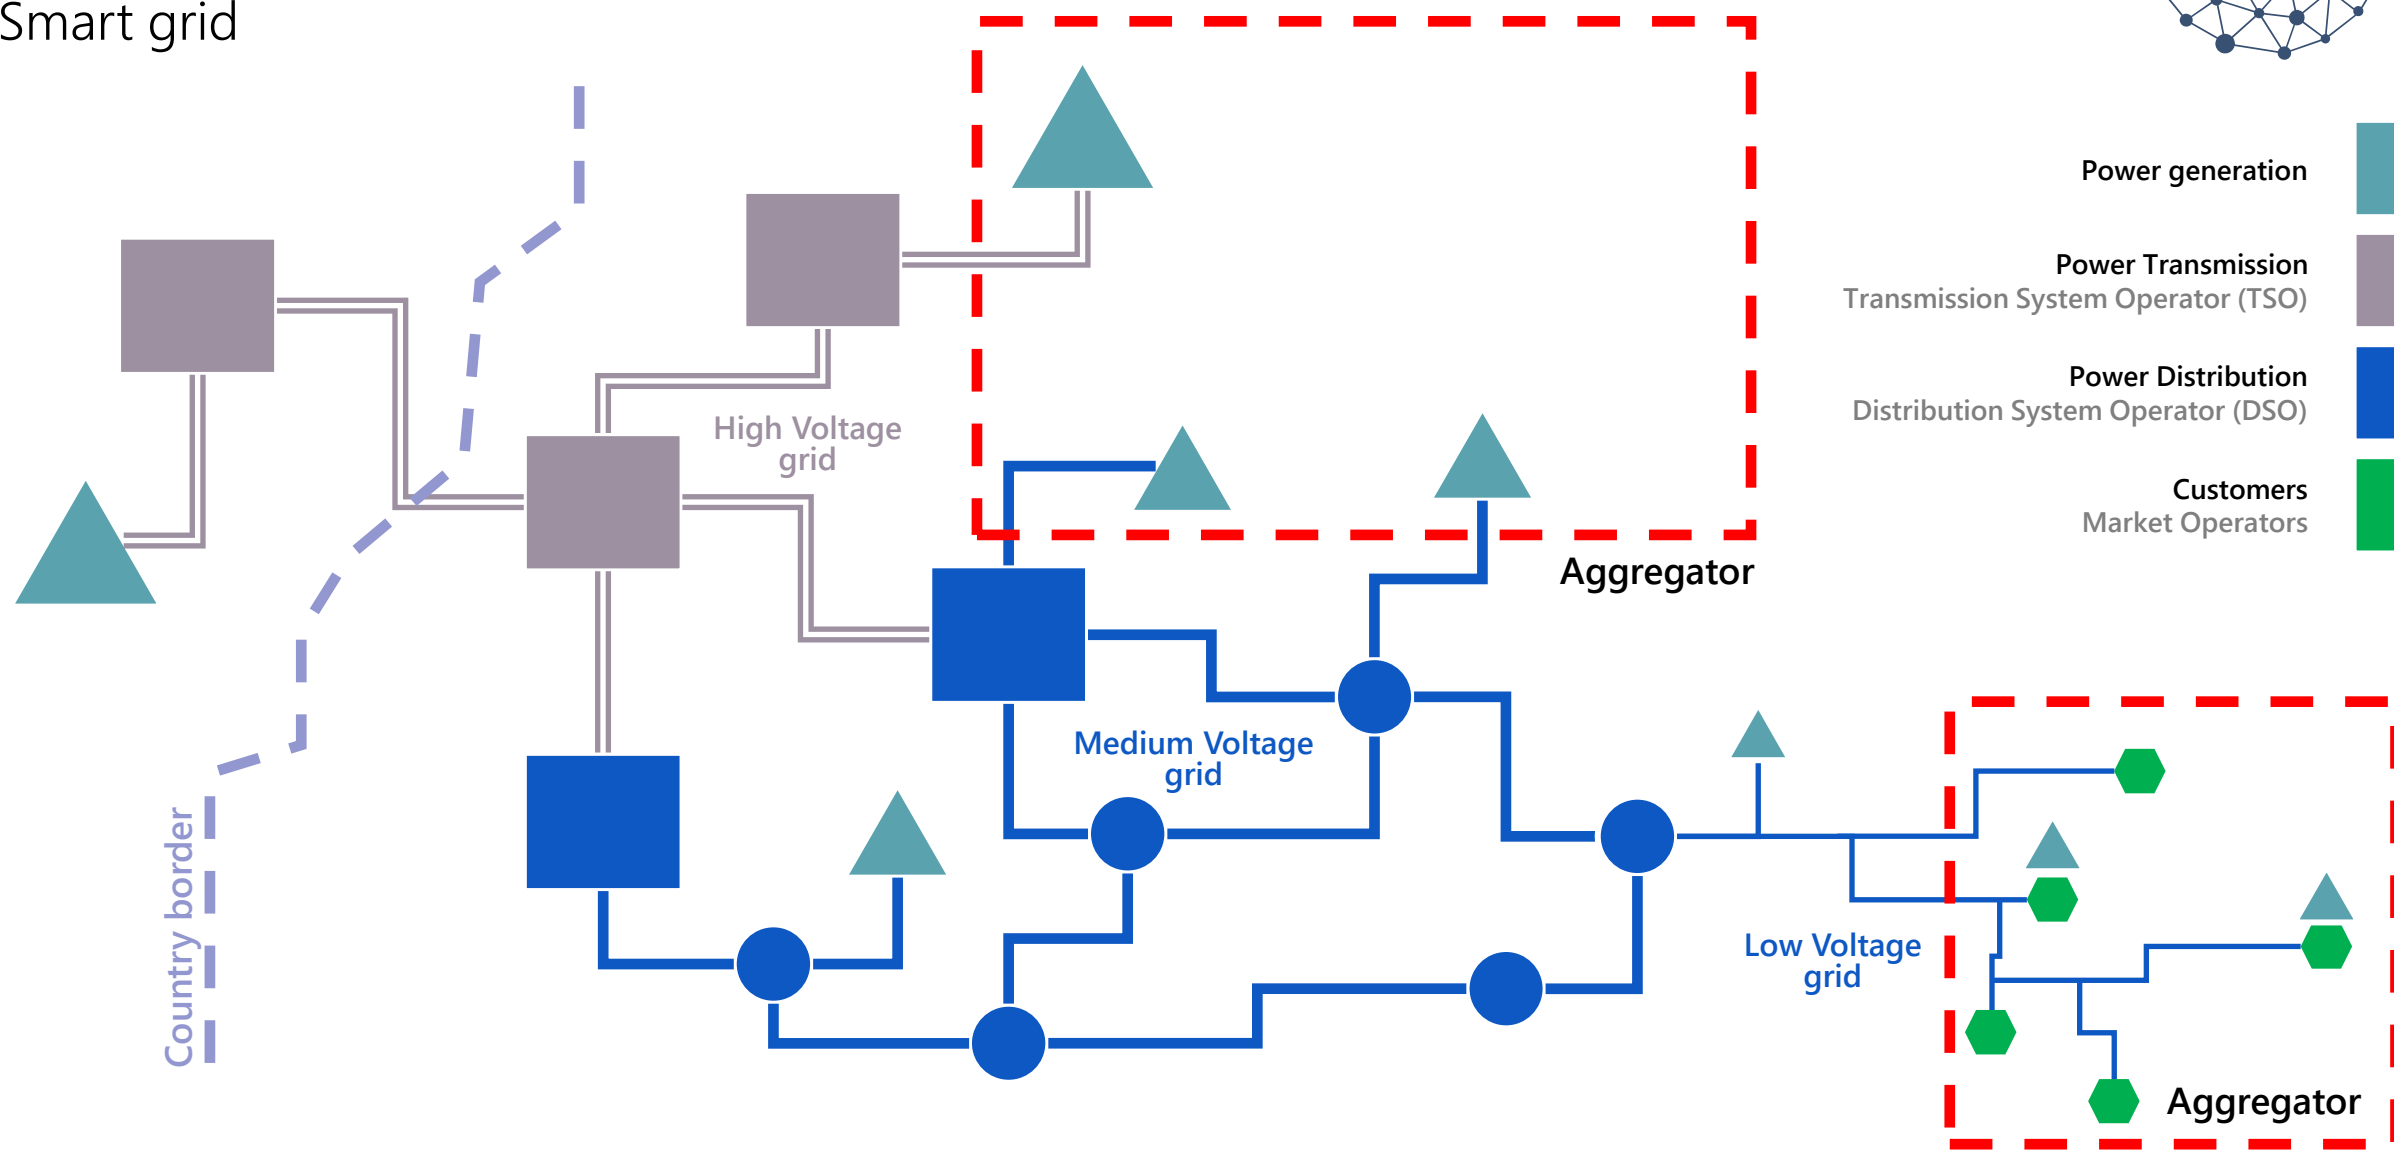 Smart grid
Power generation
Power Transmission
Transmission System Operator (TSO)
Power Distribution
Distribution System Operator (DSO)
Customers
Market Operators
High Voltage
grid
Aggregator
Medium Voltage
grid
Low Voltage
grid
Country border
Aggregator